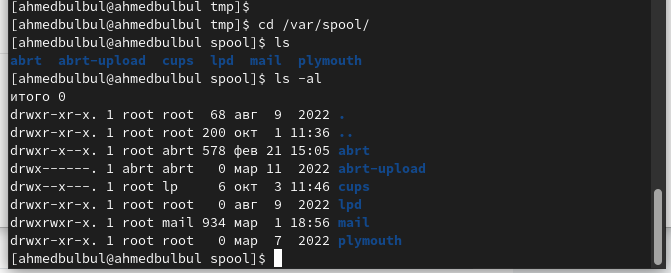 [ahmedbulbul@ahmedbulbul tmp]$
[ahmedbulbul@ahmedbulbul tmp]$ cd /var/spool/
[ahmedbulbul@ahmedbulbul spool]$ ls
abrt  abrt-upload  cups  lpd  mail  plymouth
[ahmedbulbul@ahmedbulbul spool]$ ls -al
итого 0
drwxr-xr-x. 1 root root  68 авг  9  2022 .
drwxr-xr-x. 1 root root 200 окт  1 11:36 ..
drwxr-x--x. 1 root abrt 578 фев 21 15:05 abrt
drwx------. 1 abrt abrt   0 мар 11  2022 abrt-upload
drwx--x---. 1 root lp     6 окт  3 11:46 cups
drwxr-xr-x. 1 root root   0 авг  9  2022 lpd
drwxrwxr-x. 1 root mail 934 мар  1 18:56 mail
drwx--x--x. 1 root root   0 мар  7  2022 plymouth
[ahmedbulbul@ahmedbulbul spool]$